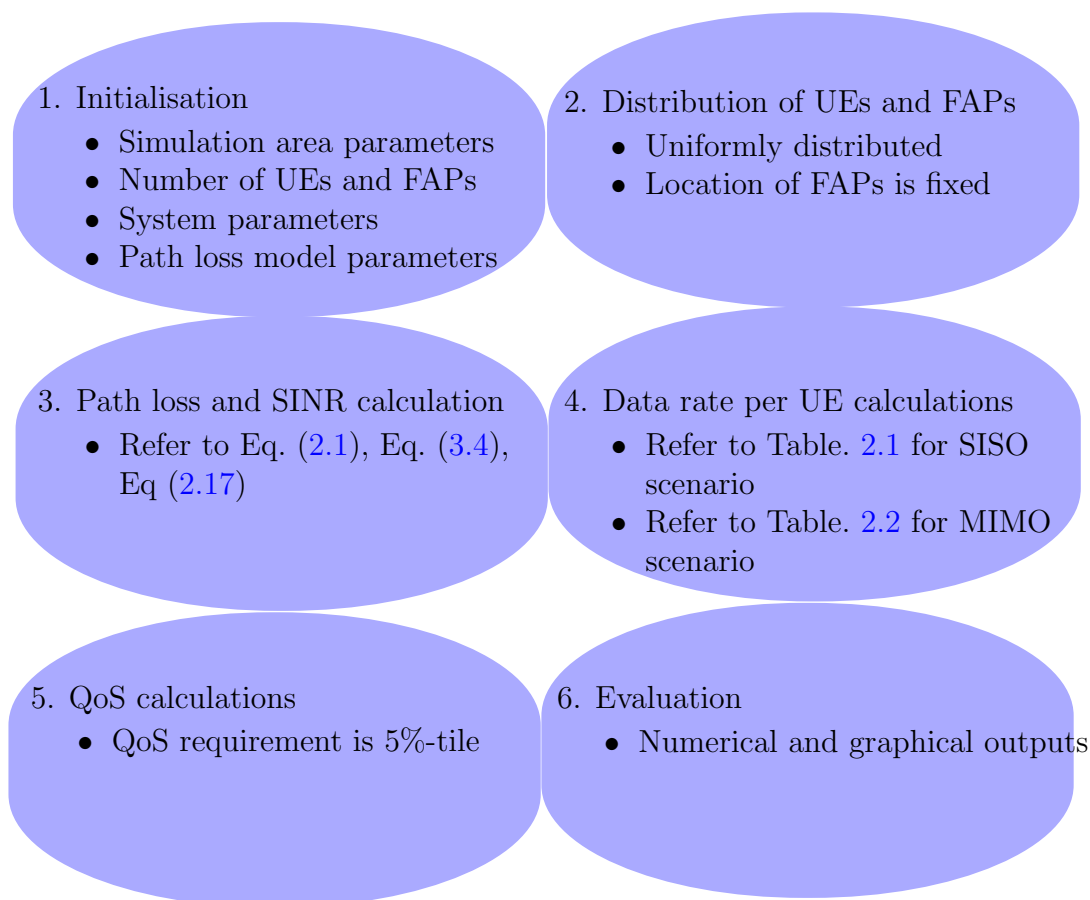 1. Initialisation
• Simulation area parameters
• Number of UEs and FAPs
• System parameters
• Path loss model parameters
2. Distribution of UEs and FAPs
• Uniformly distributed
• Location of FAPs is fixed
3. Path loss and SINR calculation
• Refer to Eq. (2.1), Eq. (3.4),
Eq (2.17)
4. Data rate per UE calculations
• Refer to Table. 2.1 for SISO
scenario
• Refer to Table. 2.2 for MIMO
scenario
5. QoS calculations
• QoS requirement is 5%-tile
6. Evaluation
• Numerical and graphical outputs